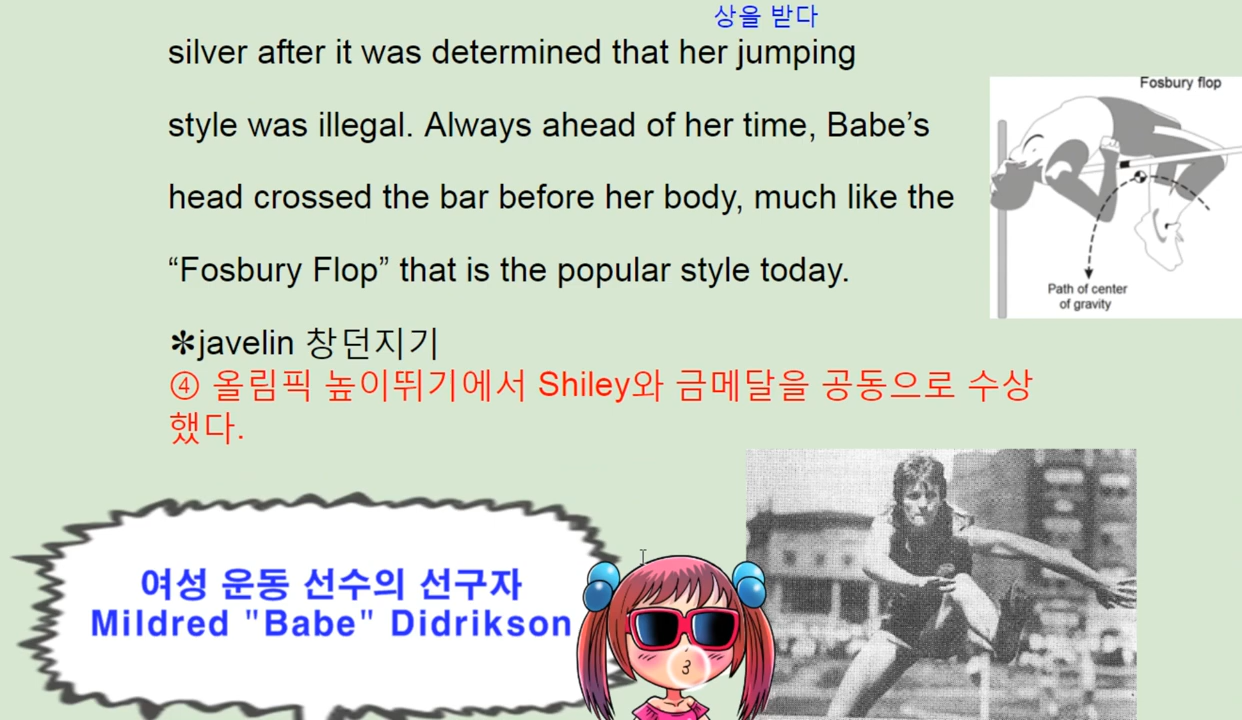 상을 받다
silver after it was determined that her jumping
style was illegal. Always ahead of her time, Babe’s
head crossed the bar before her body, much like the
“Fosbury Flop” that is the popular style today.
✻javelin 창던지기
④ 올림픽 높이뛰기에서 Shiley와 금메달을 공동으로 수상
했다.
Fosbury flop
Path of center
of gravity
여성 운동 선수의 선구자
Mildred "Babe" Didrikson